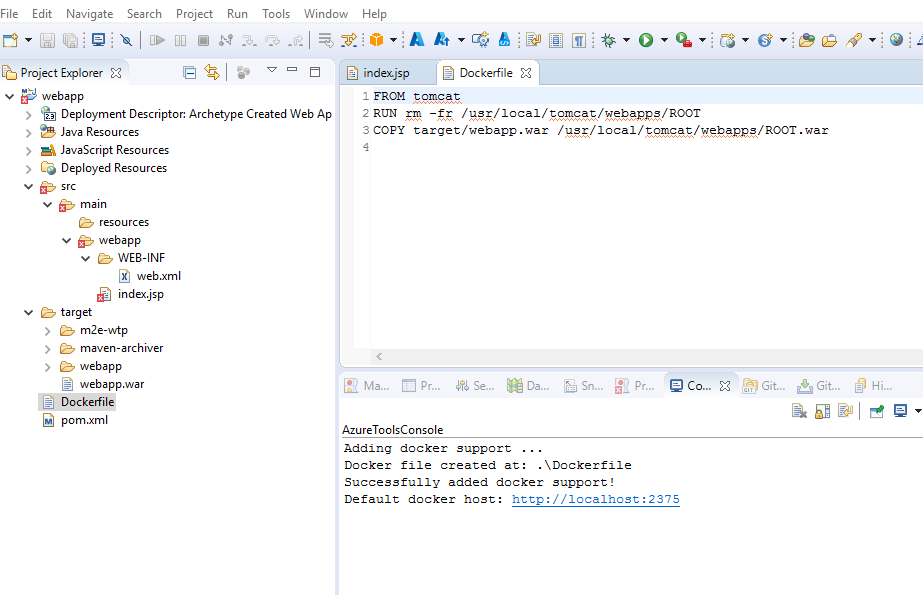 File Edit Navigate Search Project Run Tools Window Help
Project Explorer
webapp
Deployment Descriptor: Archetype Created Web Ap
Java Resources
JavaScript Resources
Deployed Resources
src
main
resources
webapp
WEB-INF
web.xml
index.jsp
target
m2e-wtp
maven-archiver
webapp
webapp.war
Dockerfile
pom.xml
index.jsp Dockerfile
1 FROM tomcat
2 RUN rm -fr /usr/local/tomcat/webapps/ROOT
3 COPY target/webapp.war /usr/local/tomcat/webapps/ROOT.war
4
Ma... Pr... Se... Da... Sn... Pr... Co... Git... Git... Hi...
AzureToolsConsole
Adding docker support ...
Docker file created at: .\Dockerfile
Successfully added docker support!
Default docker host: http://localhost:2375